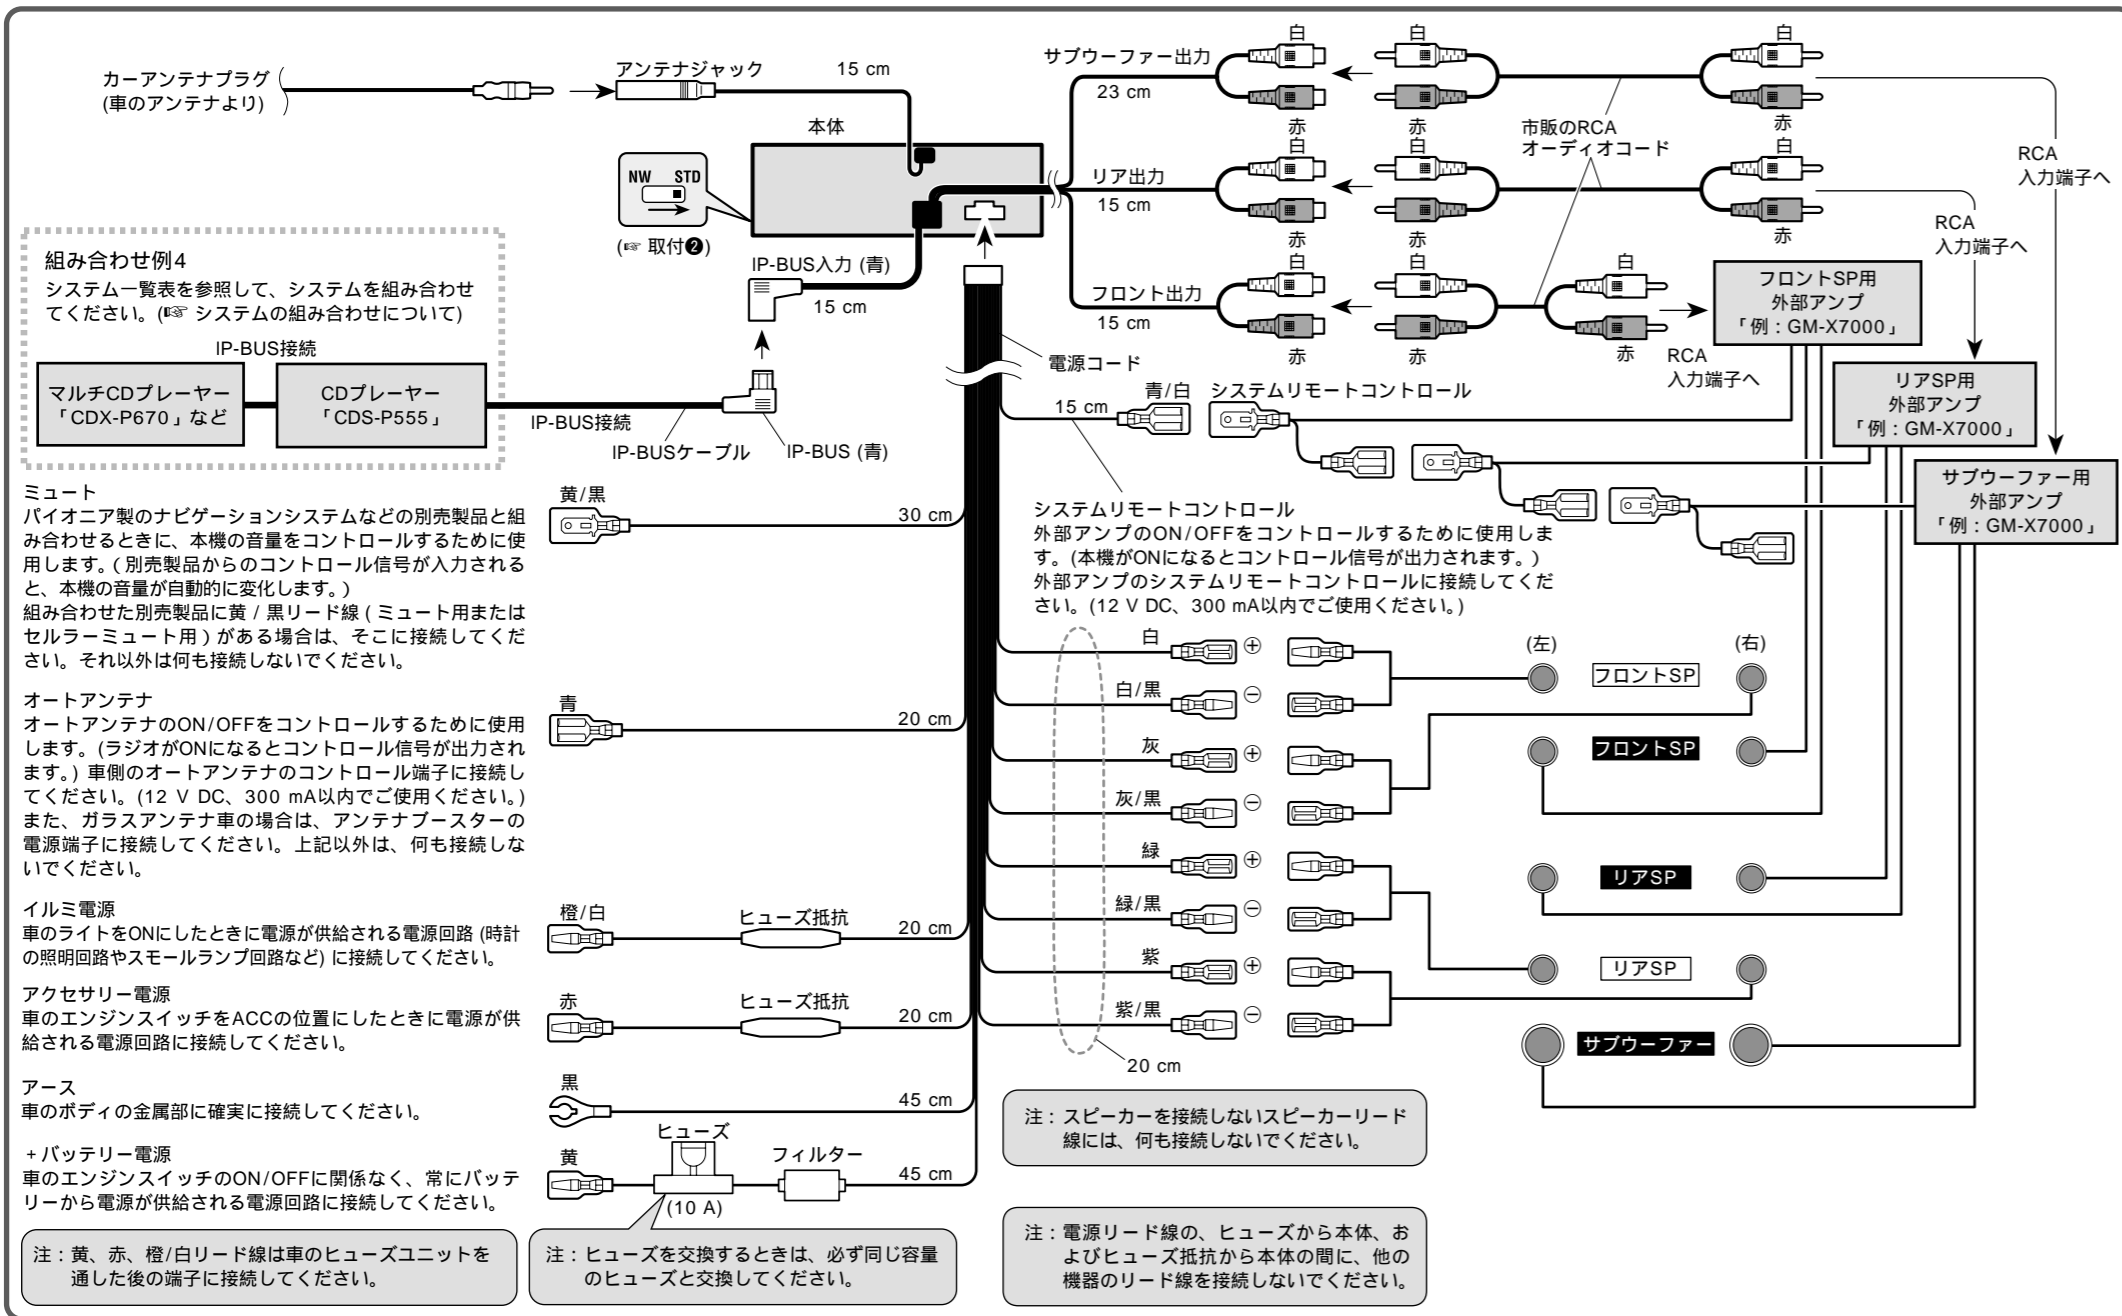 カーアンテナプラグ
(車のアンテナより)
アンテナジャック
15 cm
本体
NW STD
(☞ 取付❷)
サブウーファー出力
23 cm
リア出力
15 cm
フロント出力
15 cm
白
赤
白
赤
白
赤
白
赤
白
赤
白
赤
白
赤
白
赤
白
赤
市販のRCA
オーディオコード
RCA
入力端子へ
RCA
入力端子へ
RCA
入力端子へ
フロントSP用
外部アンプ
「例：GM-X7000」
リアSP用
外部アンプ
「例：GM-X7000」
サブウーファー用
外部アンプ
「例：GM-X7000」
組み合わせ例4
システム一覧表を参照して、システムを組み合わせ
てください。(☞ システムの組み合わせについて)
IP-BUS接続
マルチCDプレーヤー
「CDX-P670」など
CDプレーヤー
「CDS-P555」
IP-BUS入力 (青)
15 cm
IP-BUS接続
IP-BUSケーブル
IP-BUS (青)
電源コード
15 cm
青/白
システムリモートコントロール
システムリモートコントロール
外部アンプのON/OFFをコントロールするために使用しま
す。(本機がONになるとコントロール信号が出力されます。)
外部アンプのシステムリモートコントロールに接続してくだ
さい。(12 V DC、300 mA以内でご使用ください。)
ミュート
パイオニア製のナビゲーションシステムなどの別売製品と組
み合わせるときに、本機の音量をコントロールするために使
用します。(別売製品からのコントロール信号が入力される
と、本機の音量が自動的に変化します。)
組み合わせた別売製品に黄 / 黒リード線 ( ミュート用または
セルラーミュート用 ) がある場合は、そこに接続してくだ
さい。それ以外は何も接続しないでください。
黄/黒
30 cm
オートアンテナ
オートアンテナのON/OFFをコントロールするために使用
します。(ラジオがONになるとコントロール信号が出力され
ます。) 車側のオートアンテナのコントロール端子に接続し
てください。(12 V DC、300 mA以内でご使用ください。)
また、ガラスアンテナ車の場合は、アンテナブースターの
電源端子に接続してください。上記以外は、何も接続しな
いでください。
青
20 cm
イルミ電源
車のライトをONにしたときに電源が供給される電源回路 (時計
の照明回路やスモールランプ回路など) に接続してください。
橙/白
ヒューズ抵抗
20 cm
アクセサリー電源
車のエンジンスイッチをACCの位置にしたときに電源が供
給される電源回路に接続してください。
赤
ヒューズ抵抗
20 cm
アース
車のボディの金属部に確実に接続してください。
黒
45 cm
+ バッテリー電源
車のエンジンスイッチのON/OFFに関係なく、常にバッテ
リーから電源が供給される電源回路に接続してください。
黄
ヒューズ
(10 A)
フィルター
45 cm
白 ⊕
白/黒 ⊖
灰 ⊕
灰/黒 ⊖
緑 ⊕
緑/黒 ⊖
紫 ⊕
紫/黒 ⊖
20 cm
(左)
(右)
フロントSP
フロントSP
リアSP
リアSP
サブウーファー
注：スピーカーを接続しないスピーカーリード
線には、何も接続しないでください。
注：黄、赤、橙/白リード線は車のヒューズユニットを
通した後の端子に接続してください。
注：ヒューズを交換するときは、必ず同じ容量
のヒューズと交換してください。
注：電源リード線の、ヒューズから本体、お
よびヒューズ抵抗から本体の間に、他の
機器のリード線を接続しないでください。